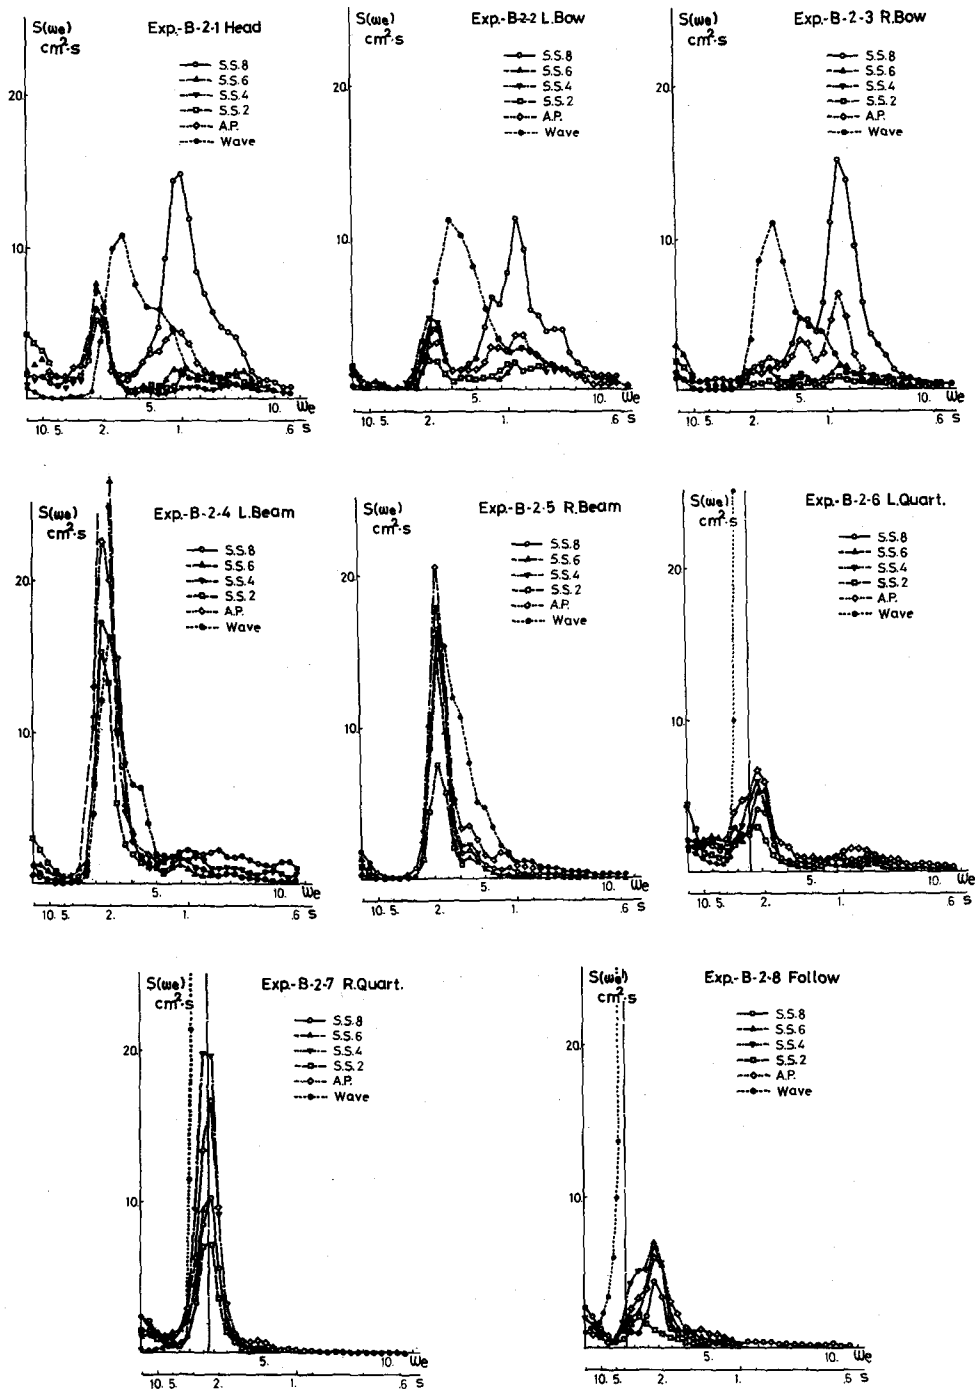 S(ωe)
cm²·s
Exp.-B-2-1 Head
S.S.8
S.S.6
S.S.4
S.S.2
A.P.
Wave
20.
10.
5.
10.
ωe
10. 5.
2.
1.
.6 s
S(ωe)
cm²·s
Exp.-B-2-2 L.Bow
S.S.8
S.S.6
S.S.4
S.S.2
A.P.
Wave
20.
10.
5.
10.
ωe
10. 5.
2.
1.
.6 s
S(ωe)
cm²·s
Exp.-B-2-3 R.Bow
S.S.8
S.S.6
S.S.4
S.S.2
A.P.
Wave
20.
10.
5.
10.
ωe
10. 5.
2.
1.
.6 s
S(ωe)
cm²·s
Exp.-B-2-4 L.Beam
S.S.8
S.S.6
S.S.4
S.S.2
A.P.
Wave
20.
10.
5.
10.
ωe
10. 5.
2.
1.
.6 s
S(ωe)
cm²·s
Exp.-B-2-5 R.Beam
S.S.8
S.S.6
S.S.4
S.S.2
A.P.
Wave
20.
10.
5.
10.
ωe
10. 5.
2.
1.
.6 s
S(ωe)
cm²·s
Exp.-B-2-6 L.Quart.
S.S.8
S.S.6
S.S.4
S.S.2
A.P.
Wave
20.
10.
5.
10.
ωe
10. 5.
2.
1.
.6 s
S(ωe)
cm²·s
Exp.-B-2-7 R.Quart.
S.S.8
S.S.6
S.S.4
S.S.2
A.P.
Wave
20.
10.
5.
10.
ωe
10. 5.
2.
1.
.6 s
S(ωe)
cm²·s
Exp.-B-2-8 Follow
S.S.8
S.S.6
S.S.4
S.S.2
A.P.
Wave
20.
10.
5.
10.
ωe
10. 5.
2.
1.
.6 s